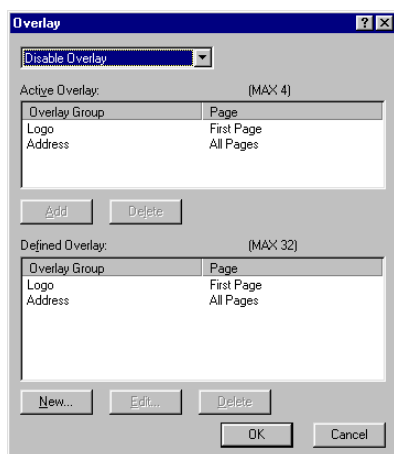 Overlay
Disable Overlay
Active Overlay: (MAX 4)
Overlay Group Page
Logo First Page
Address All Pages
Add Delete
Defined Overlay: (MAX 32)
Overlay Group Page
Logo First Page
Address All Pages
New... Edit... Delete
OK Cancel